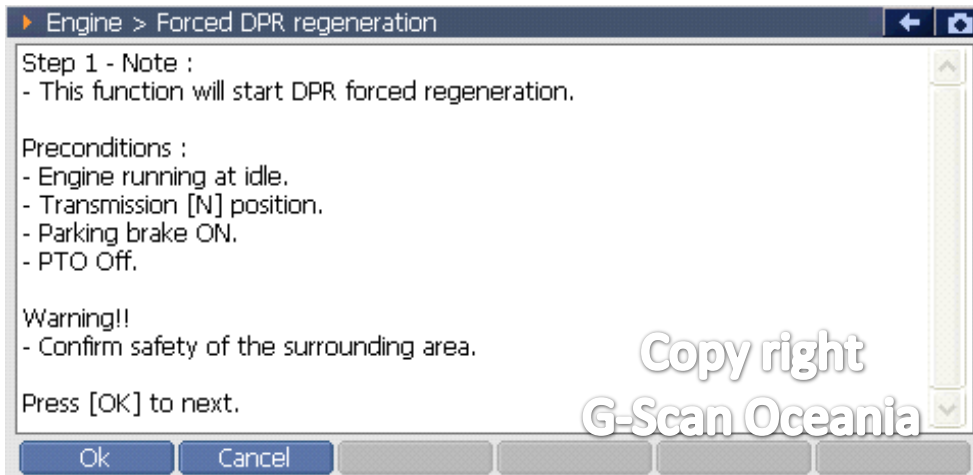 Engine > Forced DPR regeneration
Step 1 - Note :
- This function will start DPR forced regeneration.
Preconditions :
- Engine running at idle.
- Transmission [N] position.
- Parking brake ON.
- PTO Off.
Warning!!
- Confirm safety of the surrounding area.
Press [OK] to next.
Copy right
G-Scan Oceania
Ok Cancel